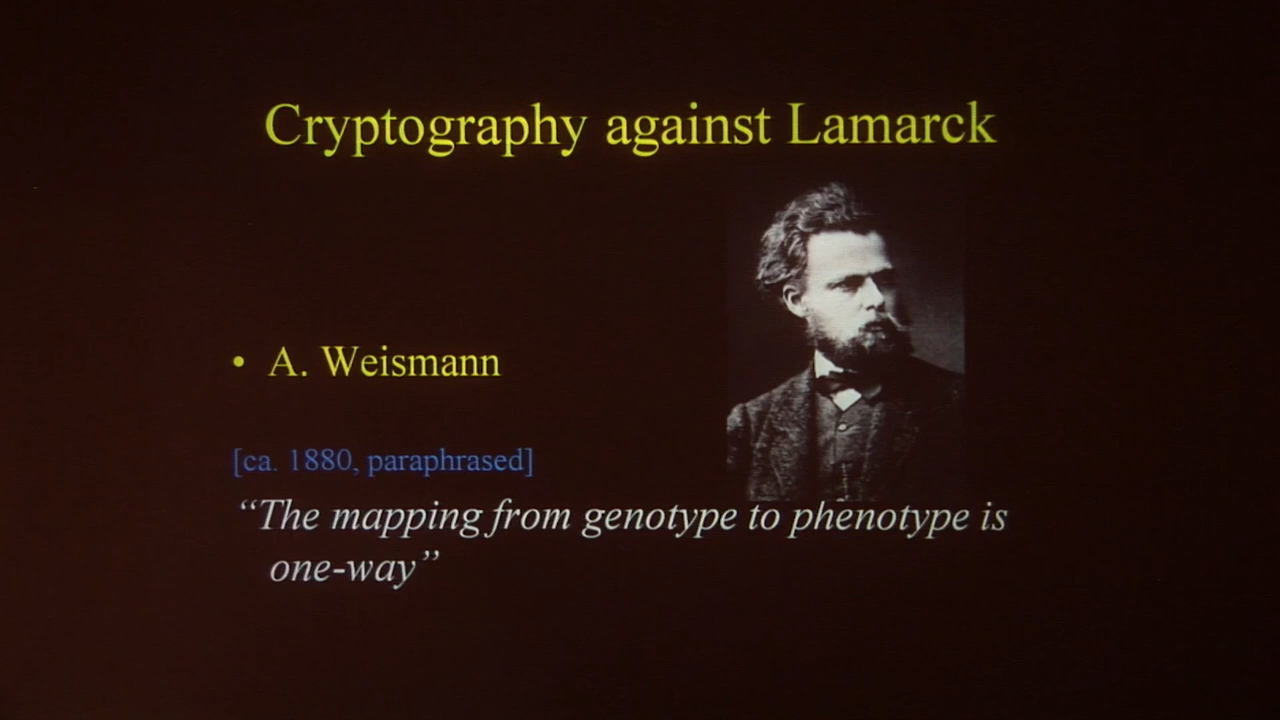 Cryptography against Lamarck
• A. Weismann
[ca. 1880, paraphrased]
“The mapping from genotype to phenotype is
one-way”